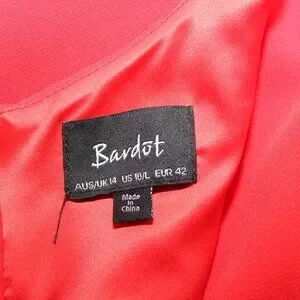 Bardot
AUS/UK 14 US 10/L EUR 42
Made
In
China